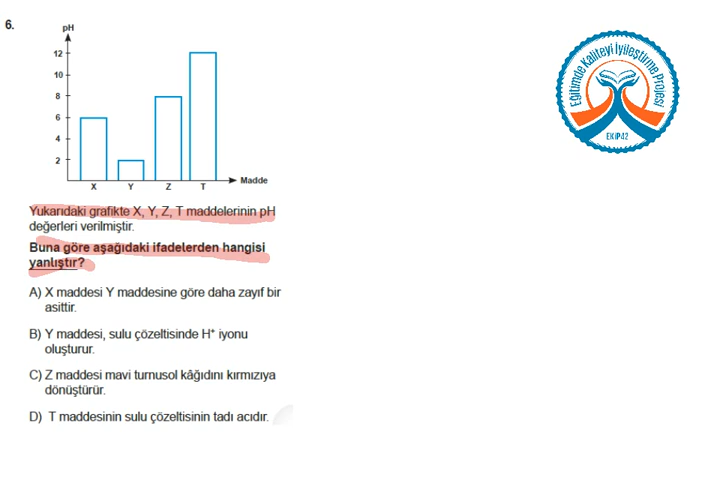 6.
pH
12
10
8
6
4
2
X Y Z T
Madde
Yukarıdaki grafikte X, Y, Z, T maddelerinin pH
değerleri verilmiştir.
Buna göre aşağıdaki ifadelerden hangisi
yanlıştır?
A) X maddesi Y maddesine göre daha zayıf bir
asittir.
B) Y maddesi, sulu çözeltisinde H⁺ iyonu
oluşturur.
C) Z maddesi mavi turnusol kâğıdını kırmızıya
dönüştürür.
D) T maddesinin sulu çözeltisinin tadı acıdır.
Eğitimde Kaliteyi İyileştirme Projesi
EKİP42